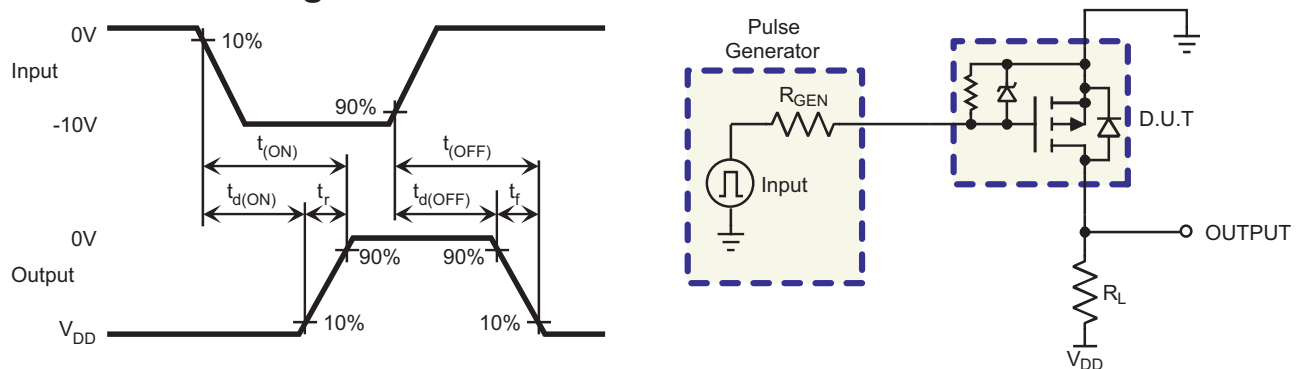 0V
10%
Input
90%
-10V
t(ON)
t(OFF)
td(ON)
tr
td(OFF)
tf
0V
90%
90%
Output
10%
10%
VDD
Pulse
Generator
RGEN
Input
D.U.T
OUTPUT
RL
VDD